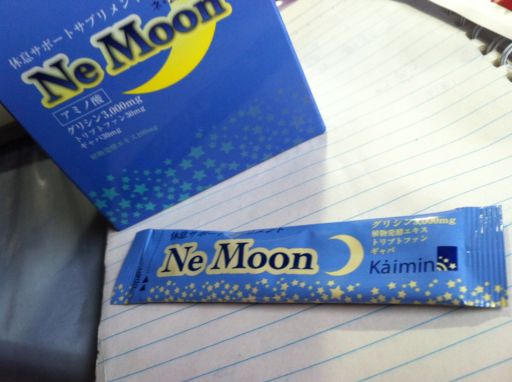 休息サポートサプリメント
Ne Moon
アミノ酸
グリシン3,000mg
トリプトファン30mg
ギャバ30mg
Ne Moon
グリシン3,000mg
植物発酵エキス
トリプトファン
ギャバ
Kaimin